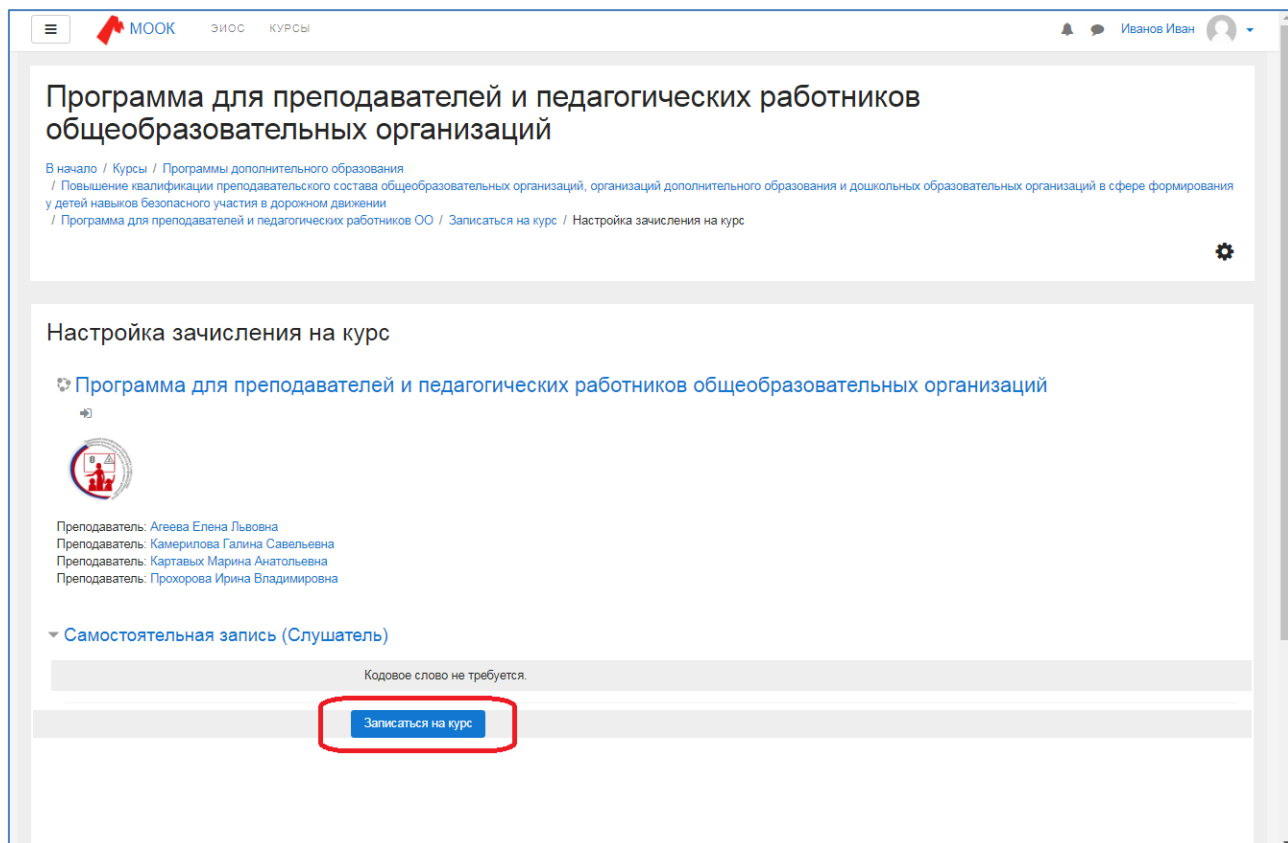 МООК ЭИОС КУРСЫ Иванов Иван
Программа для преподавателей и педагогических работников
общеобразовательных организаций
В начало / Курсы / Программы дополнительного образования
/ Повышение квалификации преподавательского состава общеобразовательных организаций, организаций дополнительного образования и дошкольных образовательных организаций в сфере формирования
у детей навыков безопасного участия в дорожном движении
/ Программа для преподавателей и педагогических работников ОО / Записаться на курс / Настройка зачисления на курс
Настройка зачисления на курс
Программа для преподавателей и педагогических работников общеобразовательных организаций
Преподаватель: Агеева Елена Львовна
Преподаватель: Камерилова Галина Савельевна
Преподаватель: Картавых Марина Анатольевна
Преподаватель: Прохорова Ирина Владимировна
Самостоятельная запись (Слушатель)
Кодовое слово не требуется.
Записаться на курс